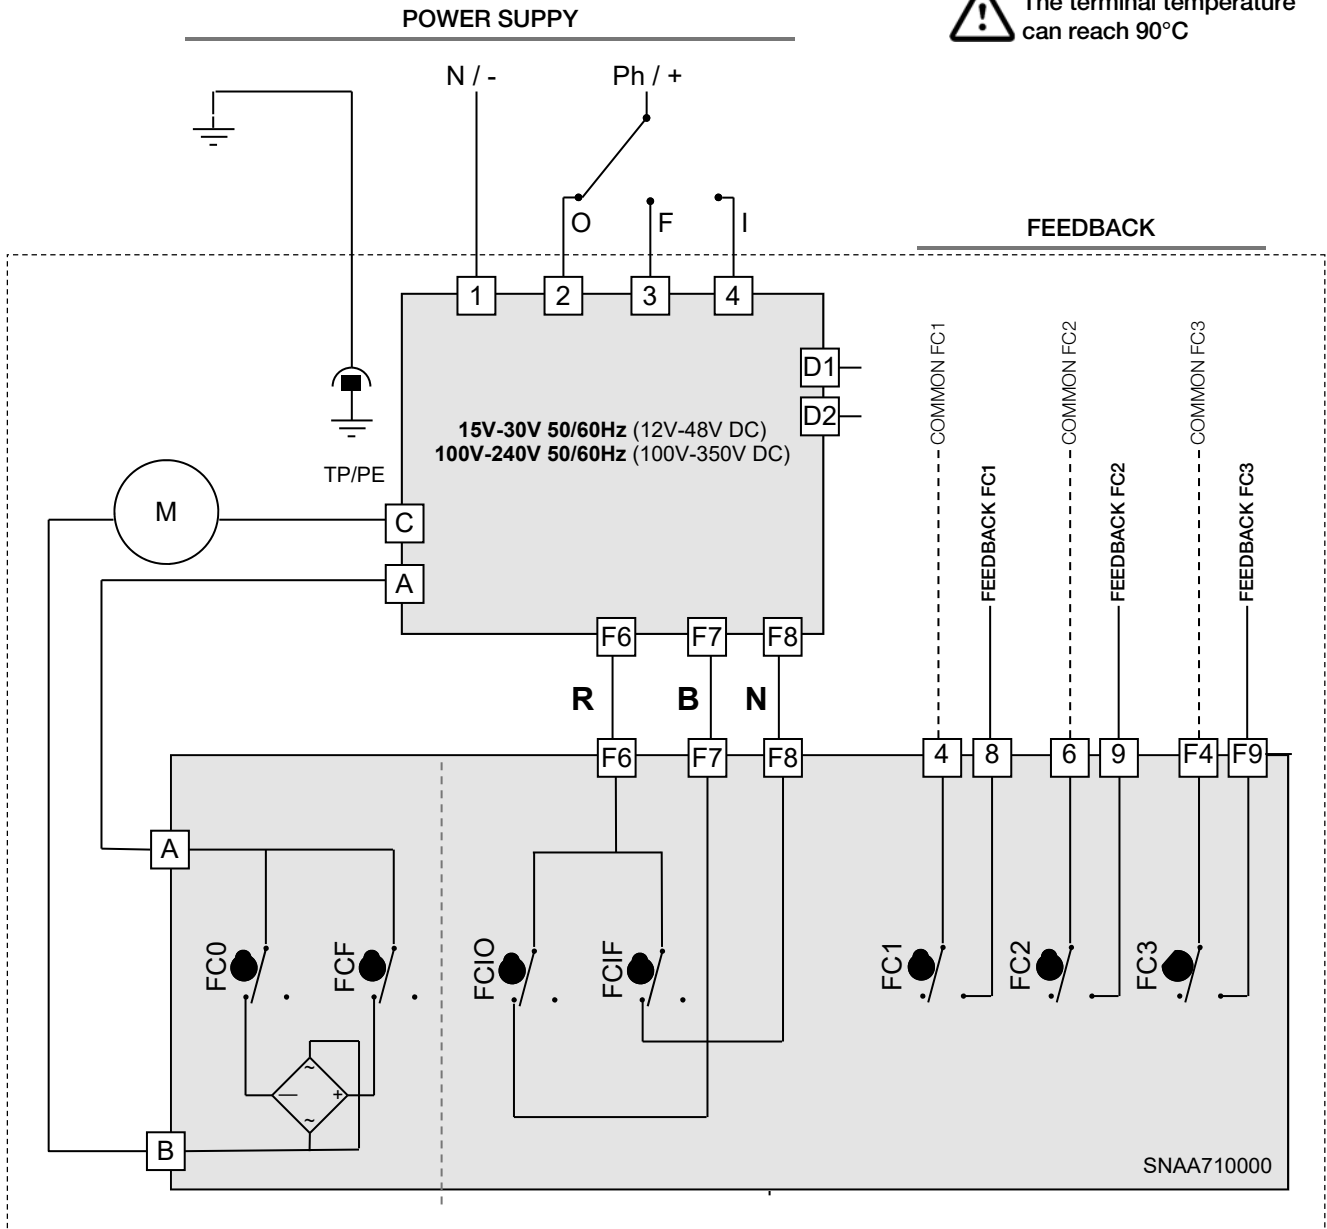 The terminal temperature
can reach 90°C
POWER SUPPY
N / -
Ph / +
O
F
I
FEEDBACK
1
2
3
4
D1
D2
15V-30V 50/60Hz (12V-48V DC)
100V-240V 50/60Hz (100V-350V DC)
TP/PE
M
C
A
F6
F7
F8
R
B
N
COMMON FC1
FEEDBACK FC1
COMMON FC2
FEEDBACK FC2
COMMON FC3
FEEDBACK FC3
F6
F7
F8
4
8
6
9
F4
F9
A
FC0
FCF
FCIO
FCIF
FC1
FC2
FC3
~
—
+
~
B
SNAA710000